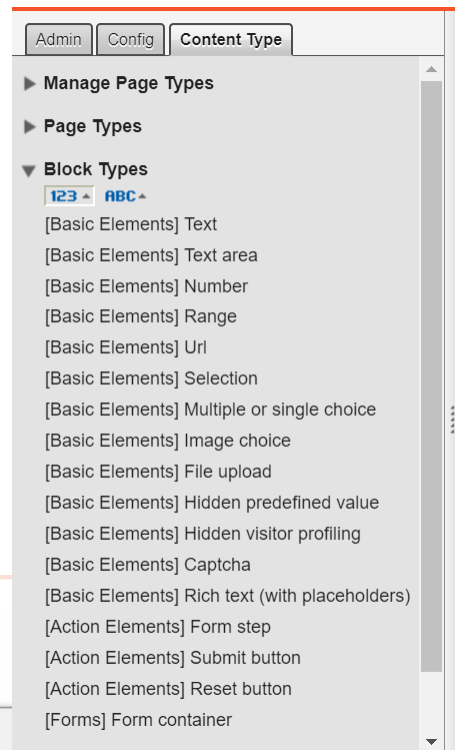 Admin Config Content Type
Manage Page Types
Page Types
Block Types
123 ABC
[Basic Elements] Text
[Basic Elements] Text area
[Basic Elements] Number
[Basic Elements] Range
[Basic Elements] Url
[Basic Elements] Selection
[Basic Elements] Multiple or single choice
[Basic Elements] Image choice
[Basic Elements] File upload
[Basic Elements] Hidden predefined value
[Basic Elements] Hidden visitor profiling
[Basic Elements] Captcha
[Basic Elements] Rich text (with placeholders)
[Action Elements] Form step
[Action Elements] Submit button
[Action Elements] Reset button
[Forms] Form container